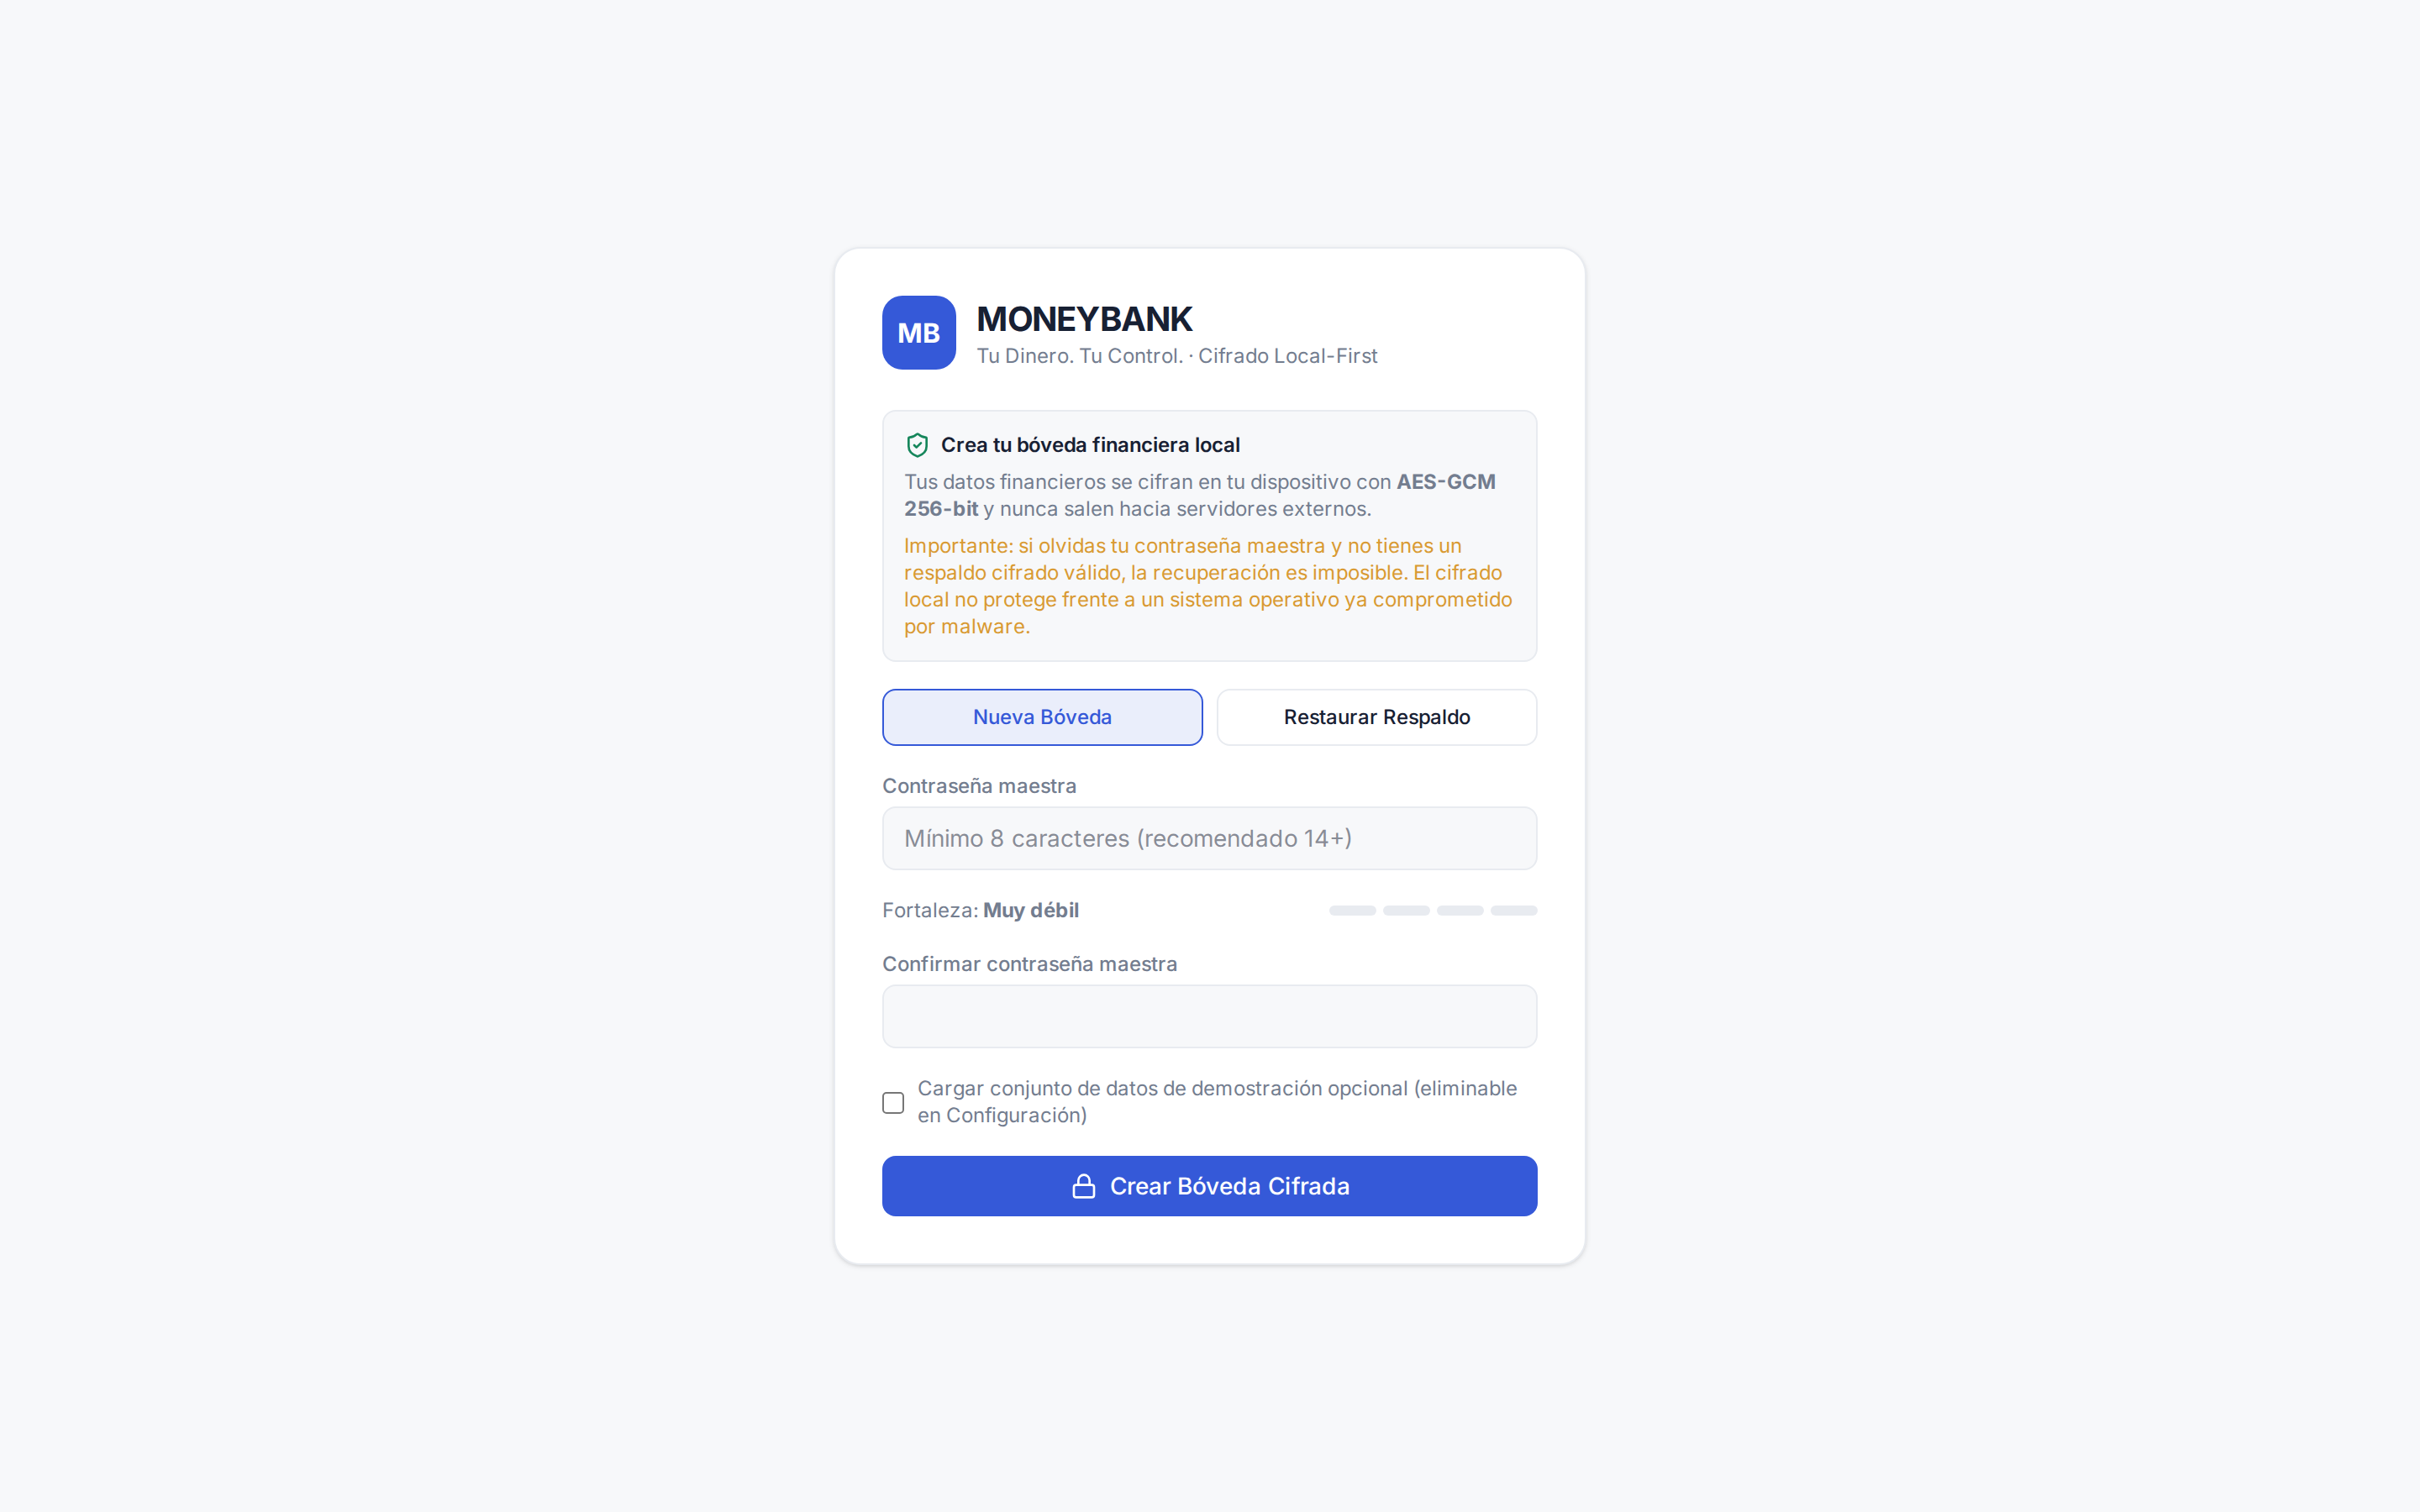 MB
MONEYBANK
Tu Dinero. Tu Control. · Cifrado Local-First
Crea tu bóveda financiera local
Tus datos financieros se cifran en tu dispositivo con AES-GCM
256-bit y nunca salen hacia servidores externos.
Importante: si olvidas tu contraseña maestra y no tienes un
respaldo cifrado válido, la recuperación es imposible. El cifrado
local no protege frente a un sistema operativo ya comprometido
por malware.
Nueva Bóveda
Restaurar Respaldo
Contraseña maestra
Mínimo 8 caracteres (recomendado 14+)
Fortaleza: Muy débil
Confirmar contraseña maestra
Cargar conjunto de datos de demostración opcional (eliminable
en Configuración)
Crear Bóveda Cifrada